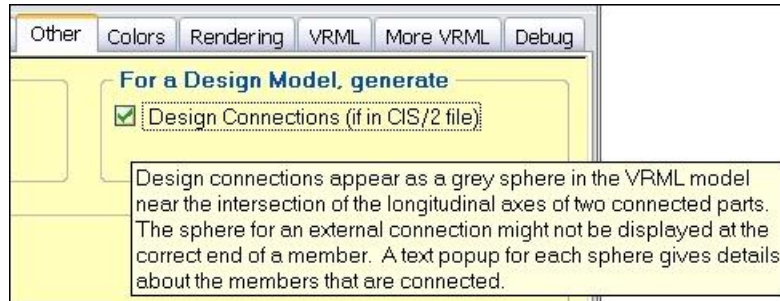 Other Colors Rendering VRML More VRML Debug
For a Design Model, generate
Design Connections (if in CIS/2 file)
Design connections appear as a grey sphere in the VRML model
near the intersection of the longitudinal axes of two connected parts.
The sphere for an external connection might not be displayed at the
correct end of a member. A text popup for each sphere gives details
about the members that are connected.